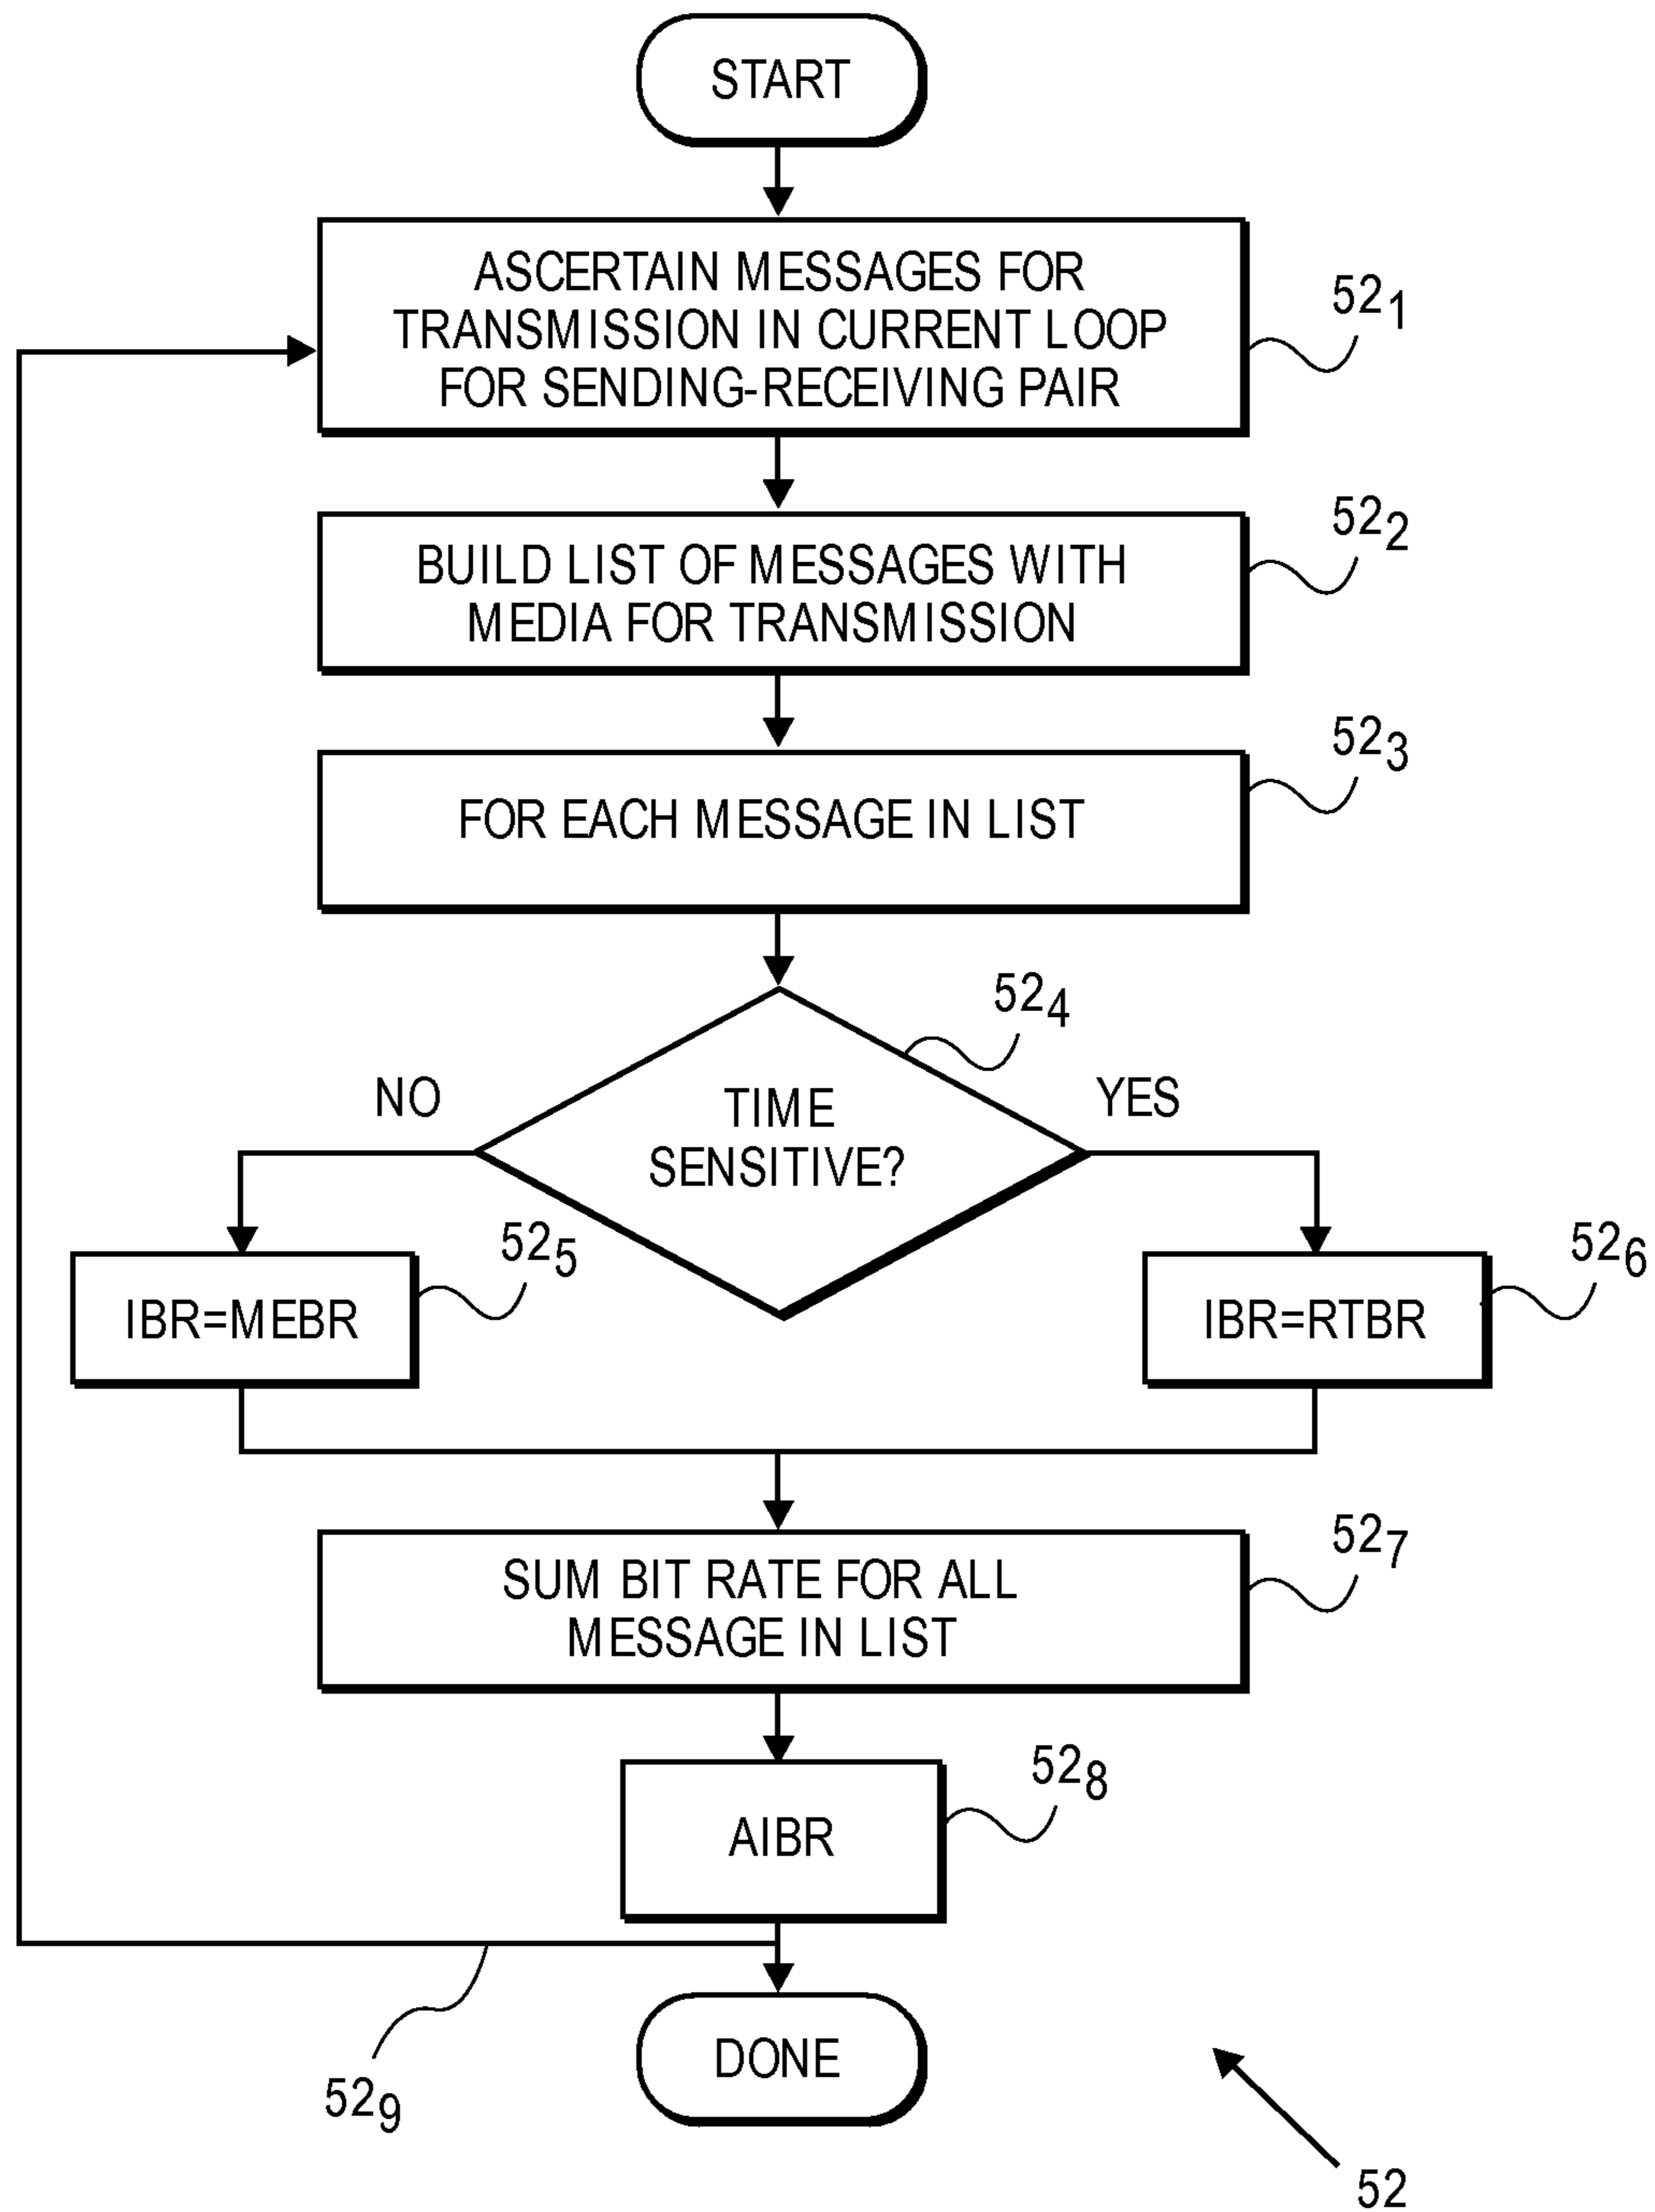 START
ASCERTAIN MESSAGES FOR
TRANSMISSION IN CURRENT LOOP
FOR SENDING-RECEIVING PAIR
52₁
BUILD LIST OF MESSAGES WITH
MEDIA FOR TRANSMISSION
52₂
FOR EACH MESSAGE IN LIST
52₃
TIME
SENSITIVE?
52₄
NO
YES
IBR=MEBR
52₅
IBR=RTBR
52₆
SUM BIT RATE FOR ALL
MESSAGE IN LIST
52₇
AIBR
52₈
DONE
52₉
52